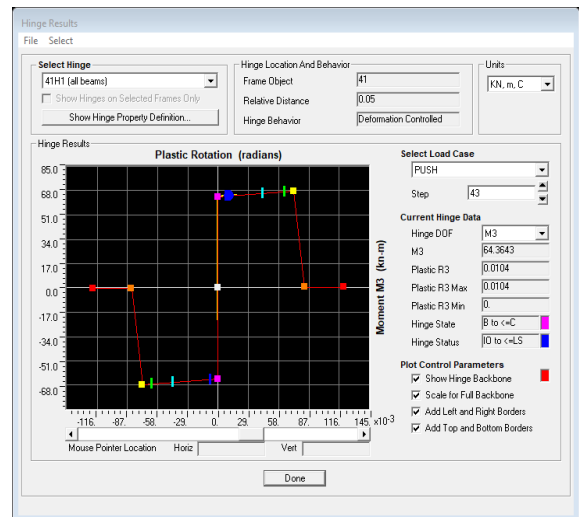 Hinge Results
File Select
Select Hinge
41H1 (all beams)
Show Hinges on Selected Frames Only
Show Hinge Property Definition...
Hinge Location And Behavior
Frame Object 41
Relative Distance 0.05
Hinge Behavior Deformation Controlled
Units
KN, m, C
Hinge Results
Plastic Rotation (radians)
85.0
68.0
51.0
34.0
17.0
0.0
-17.0
-34.0
-51.0
-68.0
-116. -87. -58. -29. 0. 29. 58. 87. 116. 145. x10-3
Moment M3 (kn-m)
Mouse Pointer Location Horiz Vert
Select Load Case
PUSH
Step 43
Current Hinge Data
Hinge DOF M3
M3 64.3643
Plastic R3 0.0104
Plastic R3 Max 0.0104
Plastic R3 Min 0.
Hinge State B to <=C
Hinge Status IO to <=LS
Plot Control Parameters
Show Hinge Backbone
Scale for Full Backbone
Add Left and Right Borders
Add Top and Bottom Borders
Done